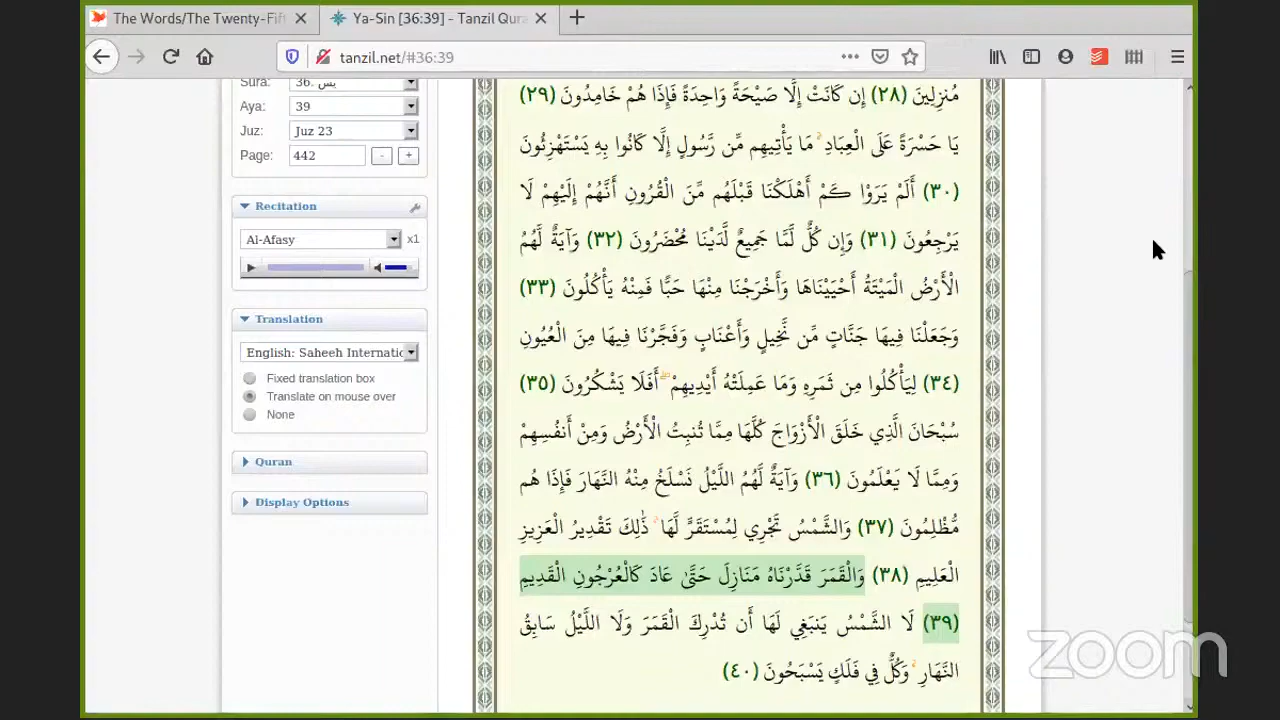 The Words/The Twenty-Fif
Ya-Sin [36:39] - Tanzil Qura
tanzil.net/#36:39
Sura: 36. يس
Aya: 39
Juz: Juz 23
Page: 442 - +
Recitation
Al-Afasy x1
Translation
English: Saheeh Internatio
Fixed translation box
Translate on mouse over
None
Quran
Display Options
مُنزِلِينَ ﴿٢٨﴾ إِن كَانَتْ إِلَّا صَيْحَةً وَاحِدَةً فَإِذَا هُمْ خَامِدُونَ ﴿٢٩﴾
يَا حَسْرَةً عَلَى الْعِبَادِ ۚ مَا يَأْتِيهِم مِّن رَّسُولٍ إِلَّا كَانُوا بِهِ يَسْتَهْزِئُونَ
﴿٣٠﴾ أَلَمْ يَرَوْا كَمْ أَهْلَكْنَا قَبْلَهُم مِّنَ الْقُرُونِ أَنَّهُمْ إِلَيْهِمْ لَا
يَرْجِعُونَ ﴿٣١﴾ وَإِن كُلٌّ لَّمَّا جَمِيعٌ لَّدَيْنَا مُحْضَرُونَ ﴿٣٢﴾ وَآيَةٌ لَّهُمُ
الْأَرْضُ الْمَيْتَةُ أَحْيَيْنَاهَا وَأَخْرَجْنَا مِنْهَا حَبًّا فَمِنْهُ يَأْكُلُونَ ﴿٣٣﴾
وَجَعَلْنَا فِيهَا جَنَّاتٍ مِّن نَّخِيلٍ وَأَعْنَابٍ وَفَجَّرْنَا فِيهَا مِنَ الْعُيُونِ
﴿٣٤﴾ لِيَأْكُلُوا مِن ثَمَرِهِ وَمَا عَمِلَتْهُ أَيْدِيهِمْ ۖ أَفَلَا يَشْكُرُونَ ﴿٣٥﴾
سُبْحَانَ الَّذِي خَلَقَ الْأَزْوَاجَ كُلَّهَا مِمَّا تُنبِتُ الْأَرْضُ وَمِنْ أَنفُسِهِمْ
وَمِمَّا لَا يَعْلَمُونَ ﴿٣٦﴾ وَآيَةٌ لَّهُمُ اللَّيْلُ نَسْلَخُ مِنْهُ النَّهَارَ فَإِذَا هُم
مُّظْلِمُونَ ﴿٣٧﴾ وَالشَّمْسُ تَجْرِي لِمُسْتَقَرٍّ لَّهَا ۚ ذَٰلِكَ تَقْدِيرُ الْعَزِيزِ
الْعَلِيمِ ﴿٣٨﴾ وَالْقَمَرَ قَدَّرْنَاهُ مَنَازِلَ حَتَّىٰ عَادَ كَالْعُرْجُونِ الْقَدِيمِ
﴿٣٩﴾ لَا الشَّمْسُ يَنبَغِي لَهَا أَن تُدْرِكَ الْقَمَرَ وَلَا اللَّيْلُ سَابِقُ
النَّهَارِ ۚ وَكُلٌّ فِي فَلَكٍ يَسْبَحُونَ ﴿٤٠﴾
zoom